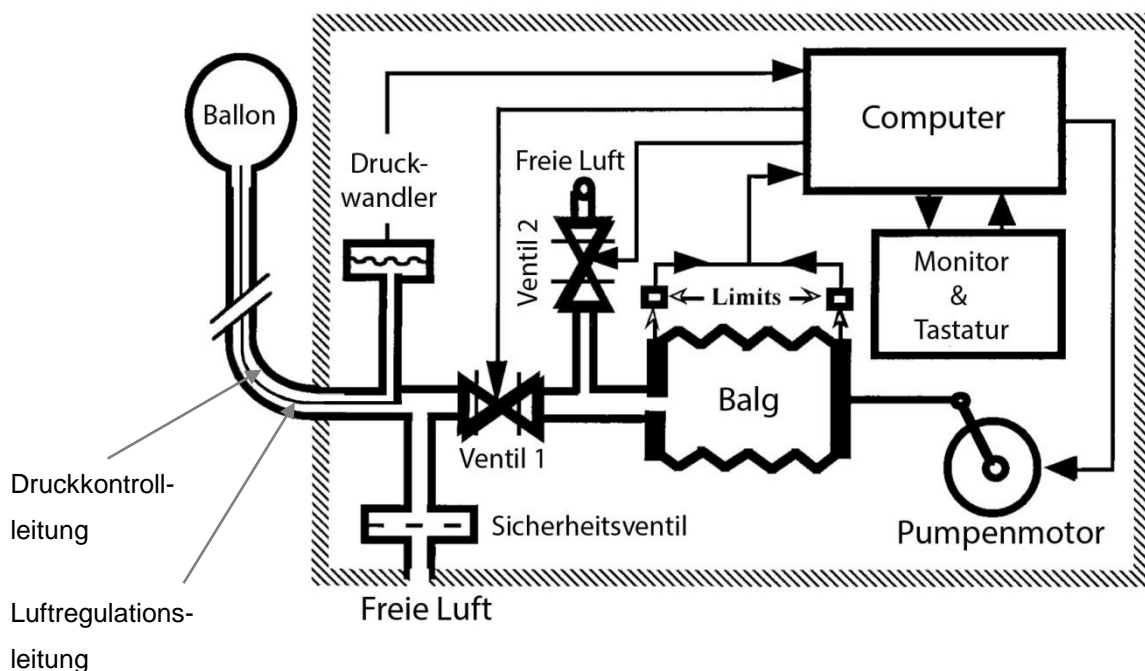 Ballon
Druck-
wandler
Freie Luft
Ventil 2
Computer
Monitor
&
Tastatur
Limits
Balg
Ventil 1
Pumpenmotor
Sicherheitsventil
Freie Luft
Druckkontroll-
leitung
Luftregulations-
leitung